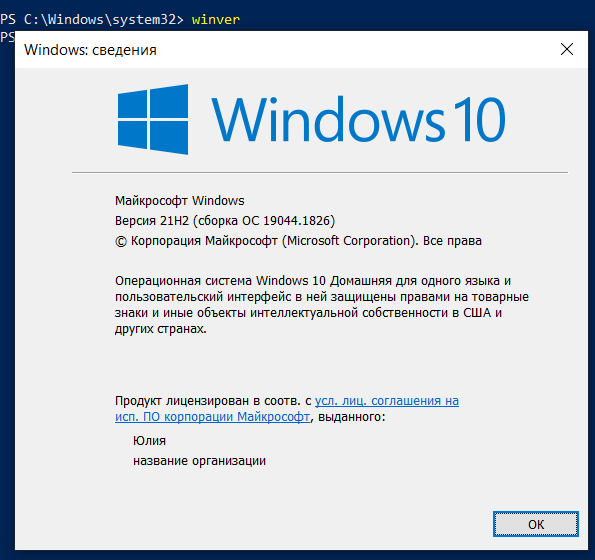 PS C:\Windows\system32> winver
PS
Windows: сведения
Windows 10
Майкрософт Windows
Версия 21H2 (сборка ОС 19044.1826)
© Корпорация Майкрософт (Microsoft Corporation). Все права
Операционная система Windows 10 Домашняя для одного языка и
пользовательский интерфейс в ней защищены правами на товарные
знаки и иные объекты интеллектуальной собственности в США и
других странах.
Продукт лицензирован в соотв. с усл. лиц. соглашения на
исп. ПО корпорации Майкрософт, выданного:
Юлия
название организации
ОК